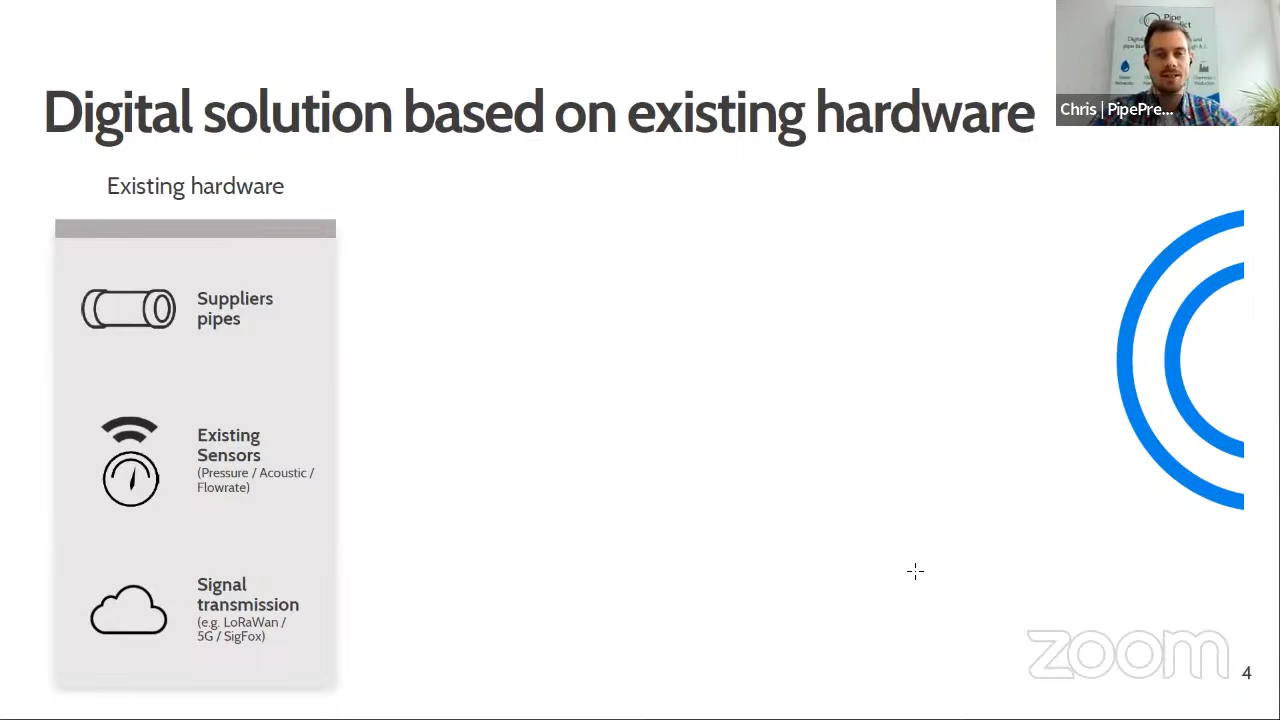 Digital solution based on existing hardware
Chris | PipePre...
Existing hardware
Suppliers
pipes
Existing
Sensors
(Pressure / Acoustic /
Flowrate)
Signal
transmission
(e.g. LoRaWan /
5G / SigFox)
zoom
4